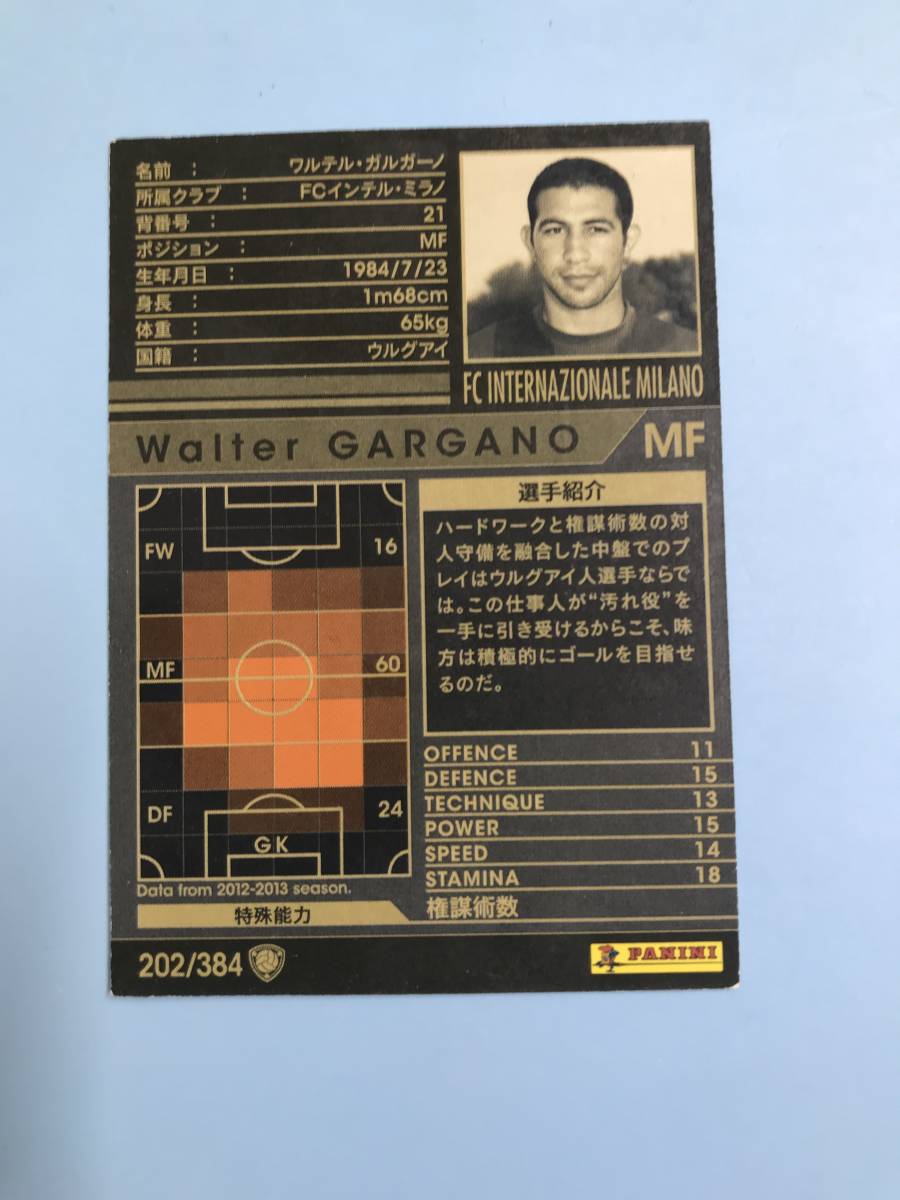 名前 : ワルテル・ガルガーノ
所属クラブ : FCインテル・ミラノ
背番号 : 21
ポジション : MF
生年月日 : 1984/7/23
身長 : 1m68cm
体重 : 65kg
国籍 : ウルグアイ
FC INTERNAZIONALE MILANO
Walter GARGANO MF
FW 16
MF 60
DF 24
GK
Data from 2012-2013 season.
選手紹介
ハードワークと権謀術数の対
人守備を融合した中盤でのプ
レイはウルグアイ人選手ならで
は。この仕事人が“汚れ役”を
一手に引き受けるからこそ、味
方は積極的にゴールを目指せ
るのだ。
OFFENCE 11
DEFENCE 15
TECHNIQUE 13
POWER 15
SPEED 14
STAMINA 18
特殊能力 権謀術数
202/384
PANINI